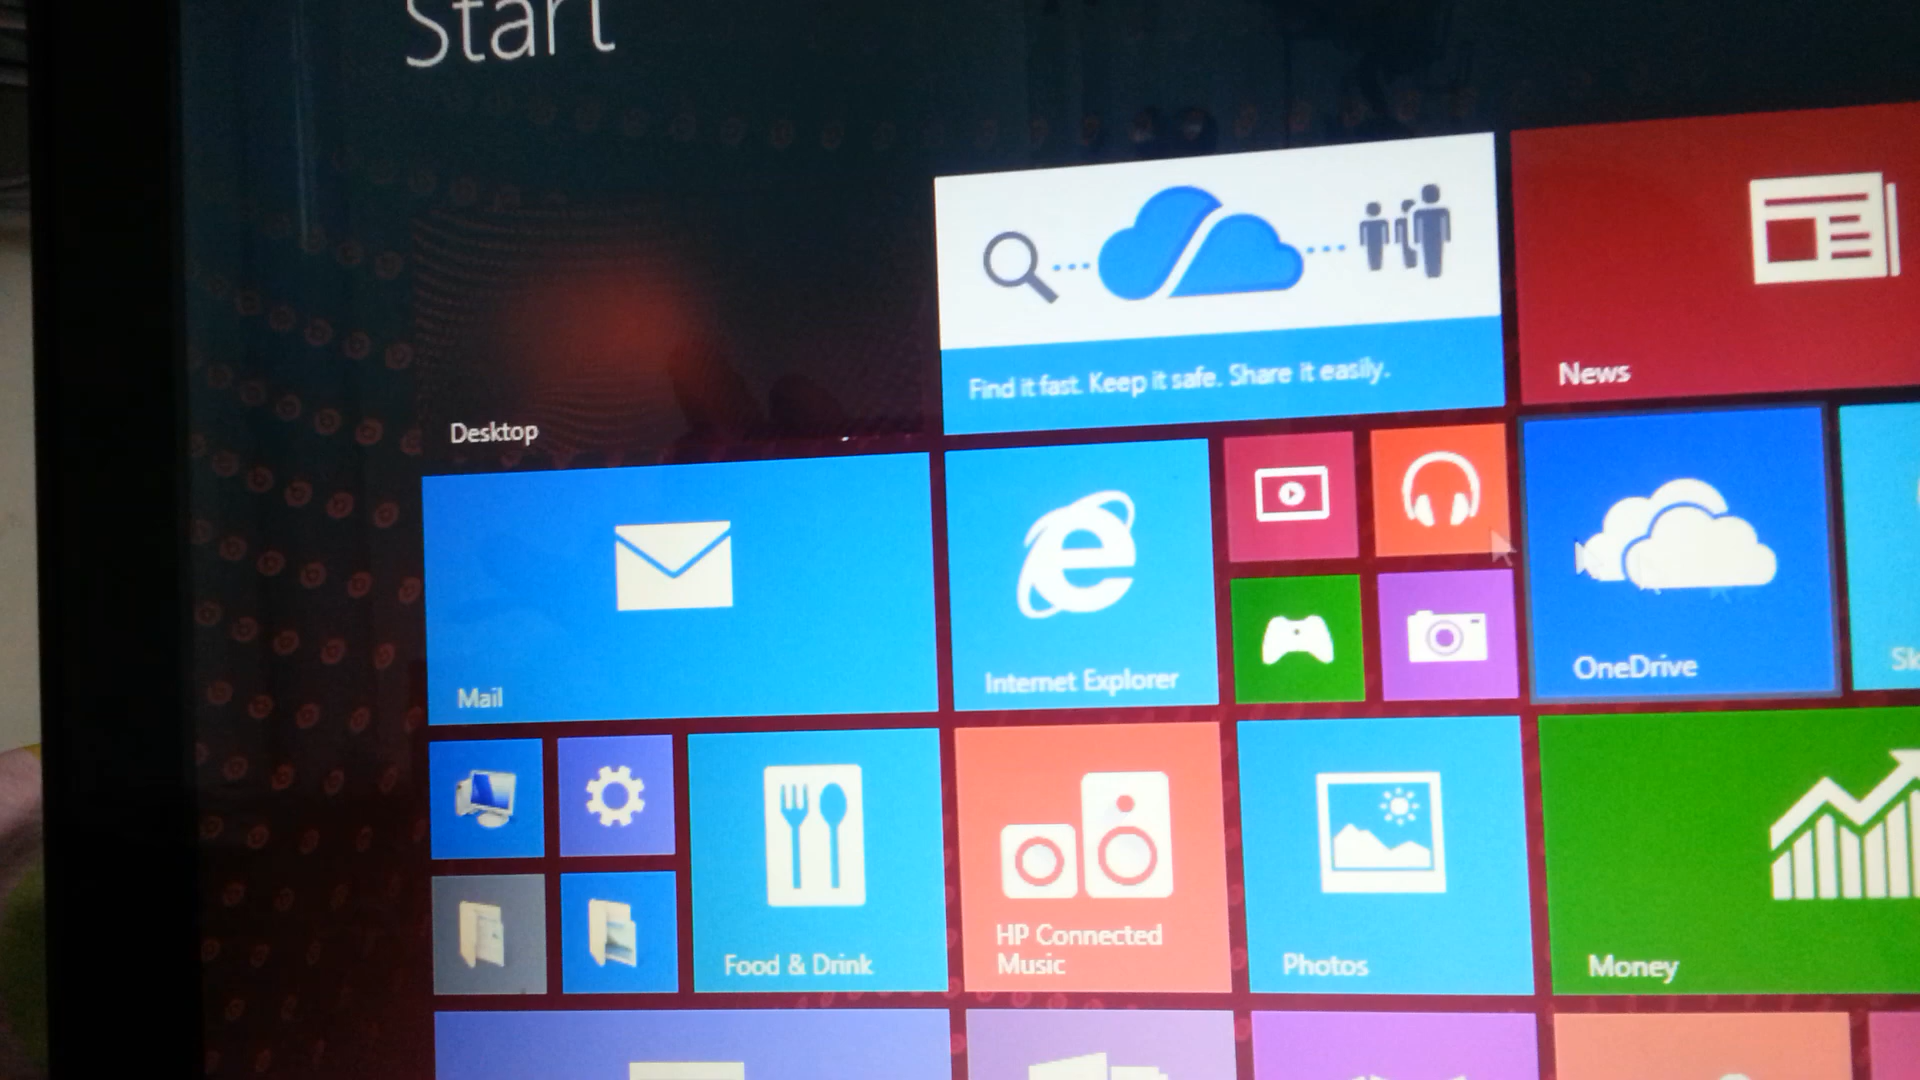 Start
Find it fast. Keep it safe. Share it easily.
News
Desktop
Mail
Internet Explorer
OneDrive
Sk
Food & Drink
HP Connected
Music
Photos
Money